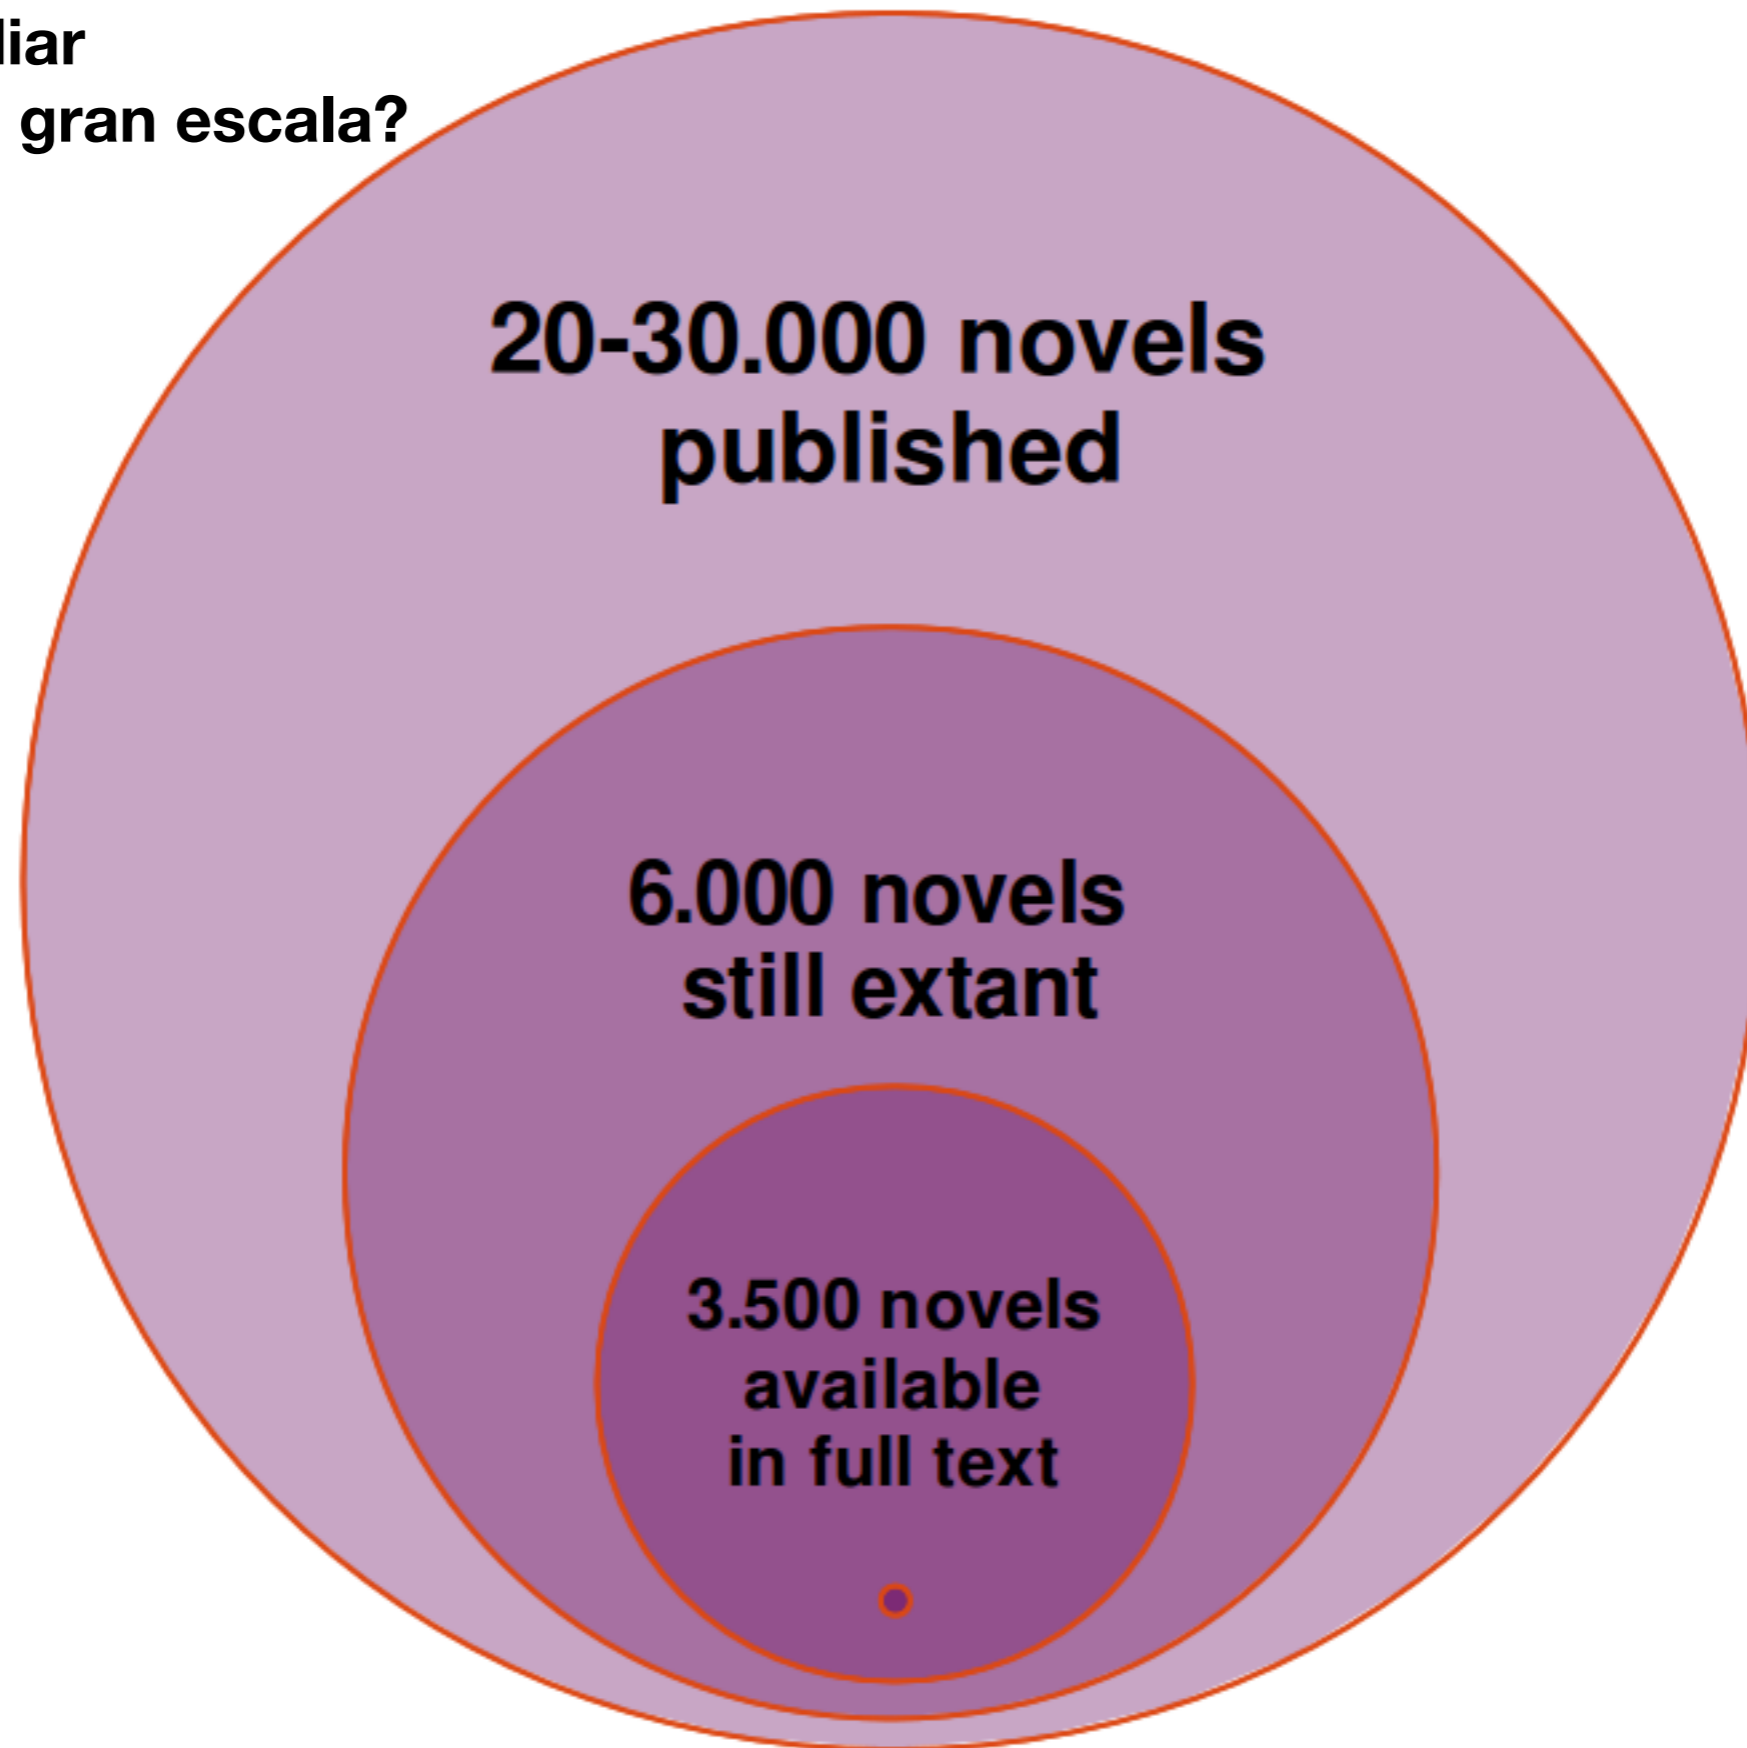 gran escala?
20-30.000 novels
published
6.000 novels
still extant
3.500 novels
available
in full text